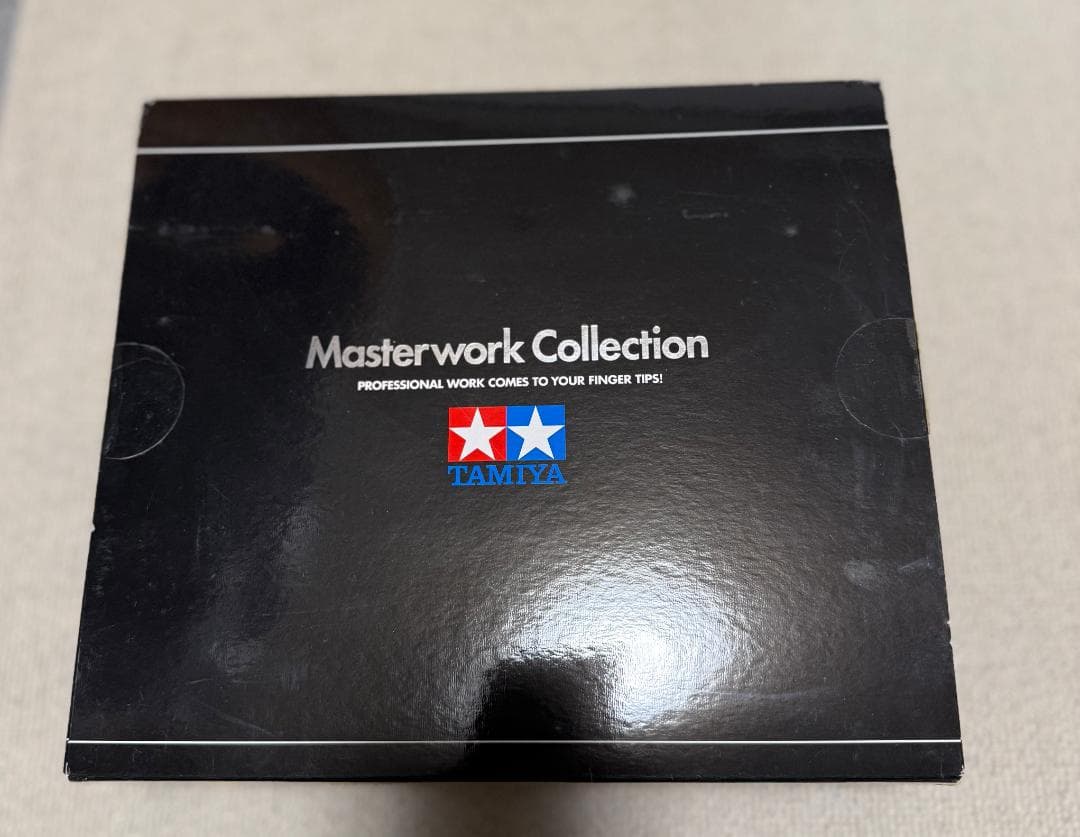 Masterwork Collection
PROFESSIONAL WORK COMES TO YOUR FINGER TIPS!
TAMIYA